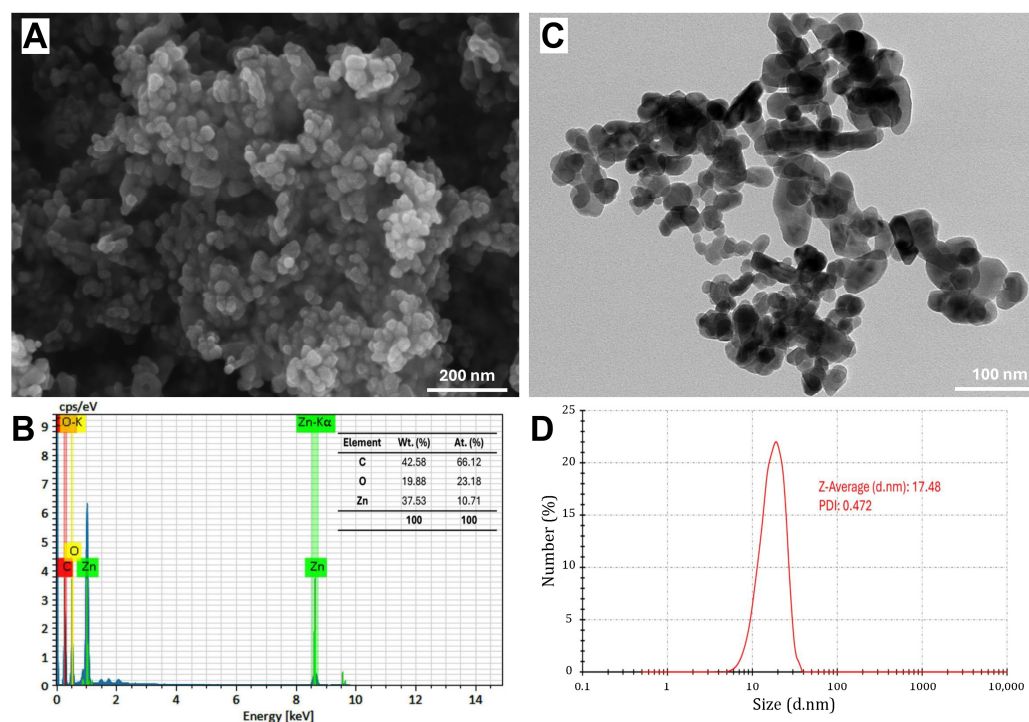 A
200 nm
C
100 nm
B
cps/eV
9
8
7
6
5
4
3
2
1
0
O-K
Zn-Kα
O
C
Zn
Zn
Element Wt. (%) At. (%)
C 42.58 66.12
O 19.88 23.18
Zn 37.53 10.71
100 100
0 2 4 6 8 10 12 14
Energy [keV]
D
25
20
15
10
5
0
Number (%)
Z-Average (d.nm): 17.48
PDI: 0.472
0.1 1 10 100 1000 10,000
Size (d.nm)